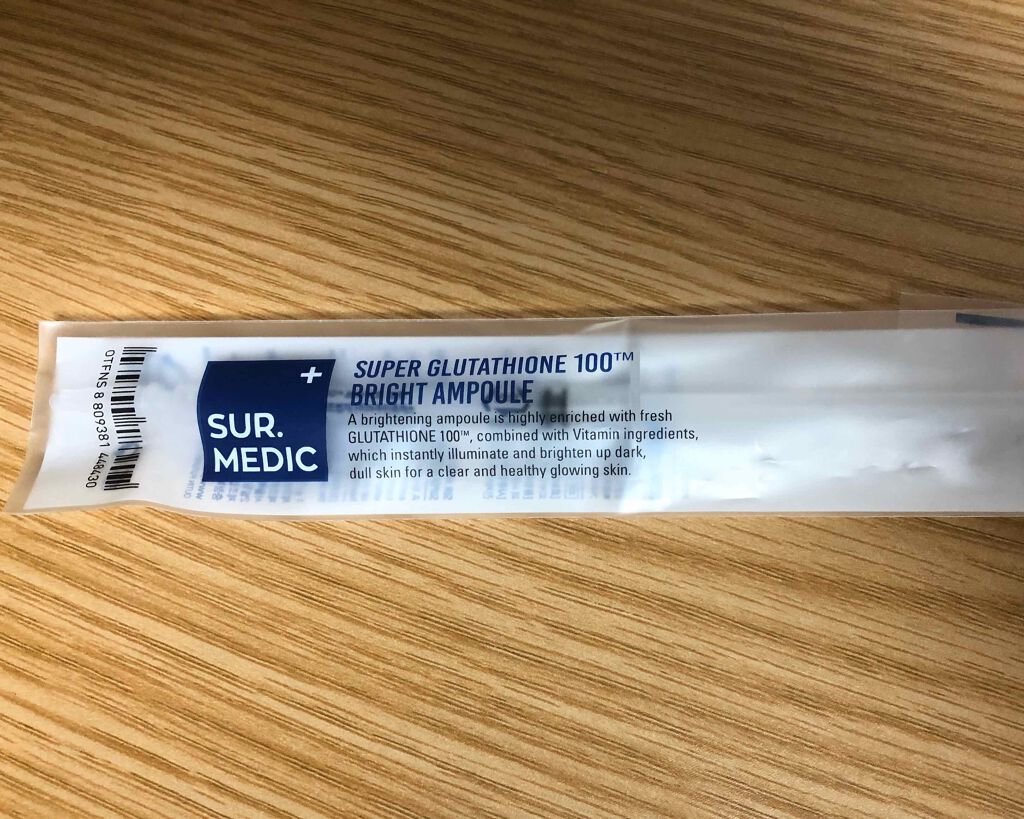 SUR.
MEDIC
SUPER GLUTATHIONE 100™
BRIGHT AMPOULE
A brightening ampoule is highly enriched with fresh
GLUTATHIONE 100™, combined with Vitamin ingredients,
which instantly illuminate and brighten up dark,
dull skin for a clear and healthy glowing skin.
OTFNS 8 809381 448430